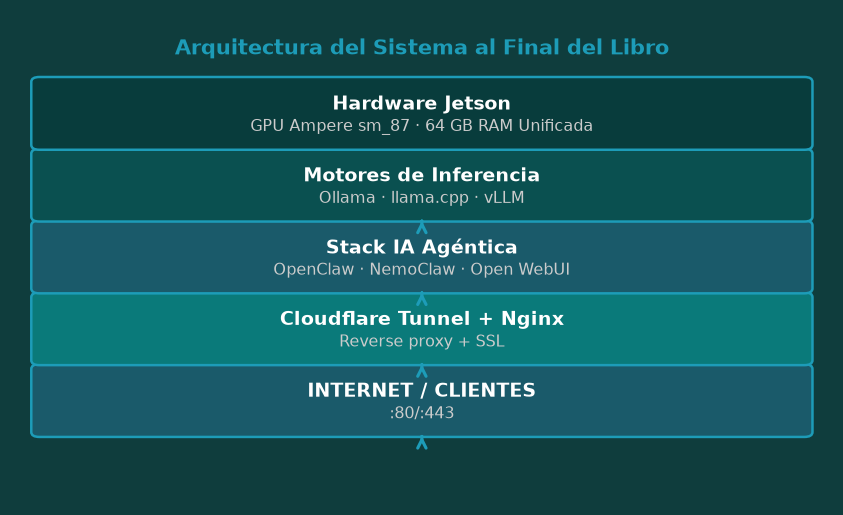 Arquitectura del Sistema al Final del Libro
Hardware Jetson
GPU Ampere sm_87 · 64 GB RAM Unificada
Motores de Inferencia
Ollama · llama.cpp · vLLM
Stack IA Agéntica
OpenClaw · NemoClaw · Open WebUI
Cloudflare Tunnel + Nginx
Reverse proxy + SSL
INTERNET / CLIENTES
:80/:443